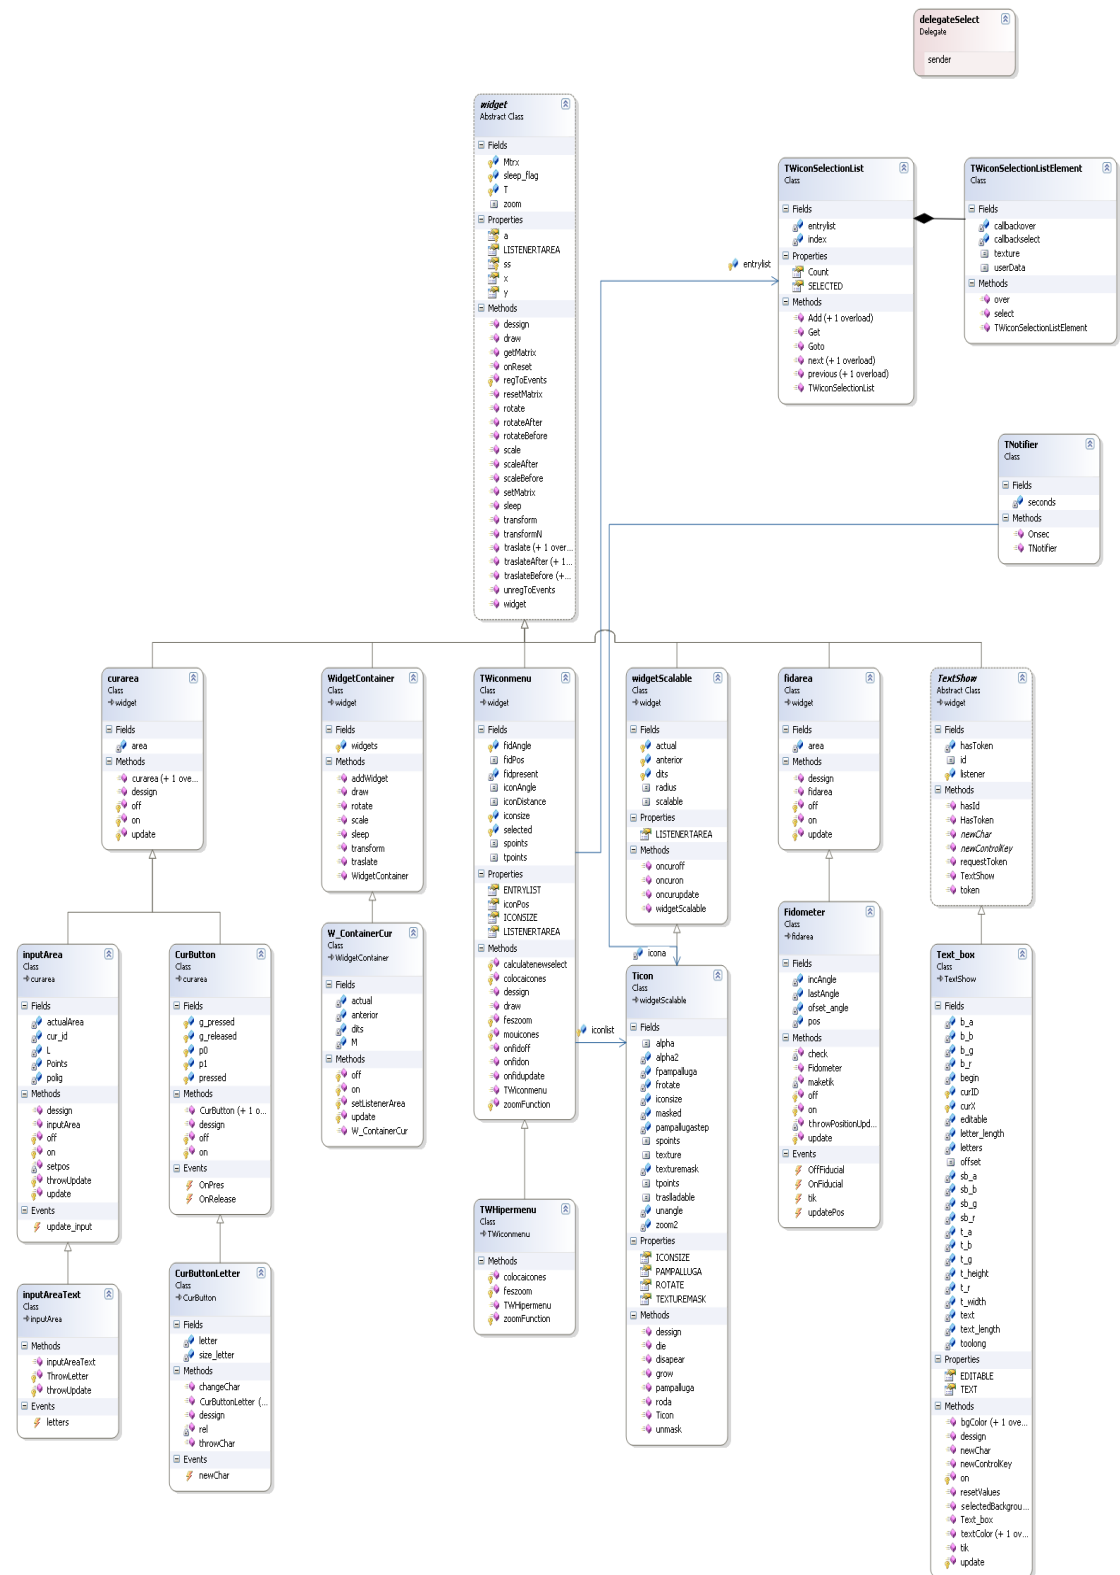 delegateSelect
Delegate
sender
widget
Abstract Class
Fields
Mtrx
sleep_flag
T
zoom
Properties
a
LISTENERTAREA
ss
x
y
Methods
dessign
draw
getMatrix
onReset
regToEvents
resetMatrix
rotate
rotateAfter
rotateBefore
scale
scaleAfter
scaleBefore
setMatrix
sleep
transform
transformN
traslate (+ 1 over...
traslateAfter (+ 1...
traslateBefore (+...
unregToEvents
widget
TWiconSelectionList
Class
Fields
entrylist
index
Properties
Count
SELECTED
Methods
Add (+ 1 overload)
Get
Goto
next (+ 1 overload)
previous (+ 1 overload)
TWiconSelectionList
TWiconSelectionListElement
Class
Fields
callbackover
callbackselect
texture
userData
Methods
over
select
TWiconSelectionListElement
entrylist
TNotifier
Class
Fields
seconds
Methods
Onsec
TNotifier
curarea
Class
widget
Fields
area
Methods
curarea (+ 1 ove...
dessign
off
on
update
WidgetContainer
Class
widget
Fields
widgets
Methods
addWidget
draw
rotate
scale
sleep
transform
traslate
WidgetContainer
TWiconmenu
Class
widget
Fields
fidAngle
fidPos
fidpresent
iconAngle
iconDistance
iconsize
selected
spoints
tpoints
Properties
ENTRYLIST
iconPos
ICONSIZE
LISTENERTAREA
Methods
calculatenewselect
colocaicones
dessign
draw
feszoom
mouicones
onfidoff
onfidon
onfidupdate
TWiconmenu
zoomFunction
widgetScalable
Class
widget
Fields
actual
anterior
dits
radius
scalable
Properties
LISTENERTAREA
Methods
oncuroff
oncuron
oncurupdate
widgetScalable
fidarea
Class
widget
Fields
area
Methods
dessign
fidarea
off
on
update
TextShow
Abstract Class
widget
Fields
hasToken
id
listener
Methods
hasId
HasToken
newChar
newControlKey
requestToken
TextShow
token
inputArea
Class
curarea
Fields
actualArea
cur_id
L
Points
polig
Methods
dessign
inputArea
off
on
setpos
throwUpdate
update
Events
update_input
CurButton
Class
curarea
Fields
g_pressed
g_released
p0
p1
pressed
Methods
CurButton (+ 1 o...
dessign
off
on
Events
OnPres
OnRelease
W_ContainerCur
Class
WidgetContainer
Fields
actual
anterior
dits
M
Methods
off
on
setListenerArea
update
W_ContainerCur
icona
iconlist
Ticon
Class
widgetScalable
Fields
alpha
alpha2
fpampalluga
frotate
iconsize
masked
pampallugastep
spoints
texture
texturemask
tpoints
traslladable
unangle
zoom2
Properties
ICONSIZE
PAMPALLUGA
ROTATE
TEXTUREMASK
Methods
dessign
die
disapear
grow
pampalluga
roda
Ticon
unmask
Fidometer
Class
fidarea
Fields
incAngle
lastAngle
ofset_angle
pos
Methods
check
Fidometer
maketik
off
on
throwPositionUpd...
update
Events
OffFiducial
OnFiducial
tik
updatePos
Text_box
Class
TextShow
Fields
b_a
b_b
b_g
b_r
begin
curID
curX
editable
letter_length
letters
offset
sb_a
sb_b
sb_g
sb_r
t_a
t_b
t_g
t_height
t_r
t_width
text
text_length
toolong
Properties
EDITABLE
TEXT
Methods
bgColor (+ 1 ove...
dessign
newChar
newControlKey
on
resetValues
selectedBackgrou...
Text_box
textColor (+ 1 ov...
tik
update
inputAreaText
Class
inputArea
Methods
inputAreaText
ThrowLetter
throwUpdate
Events
letters
CurButtonLetter
Class
CurButton
Fields
letter
size_letter
Methods
changeChar
CurButtonLetter (...
dessign
rel
throwChar
Events
newChar
TWHipermenu
Class
TWiconmenu
Methods
colocaicones
feszoom
TWHipermenu
zoomFunction